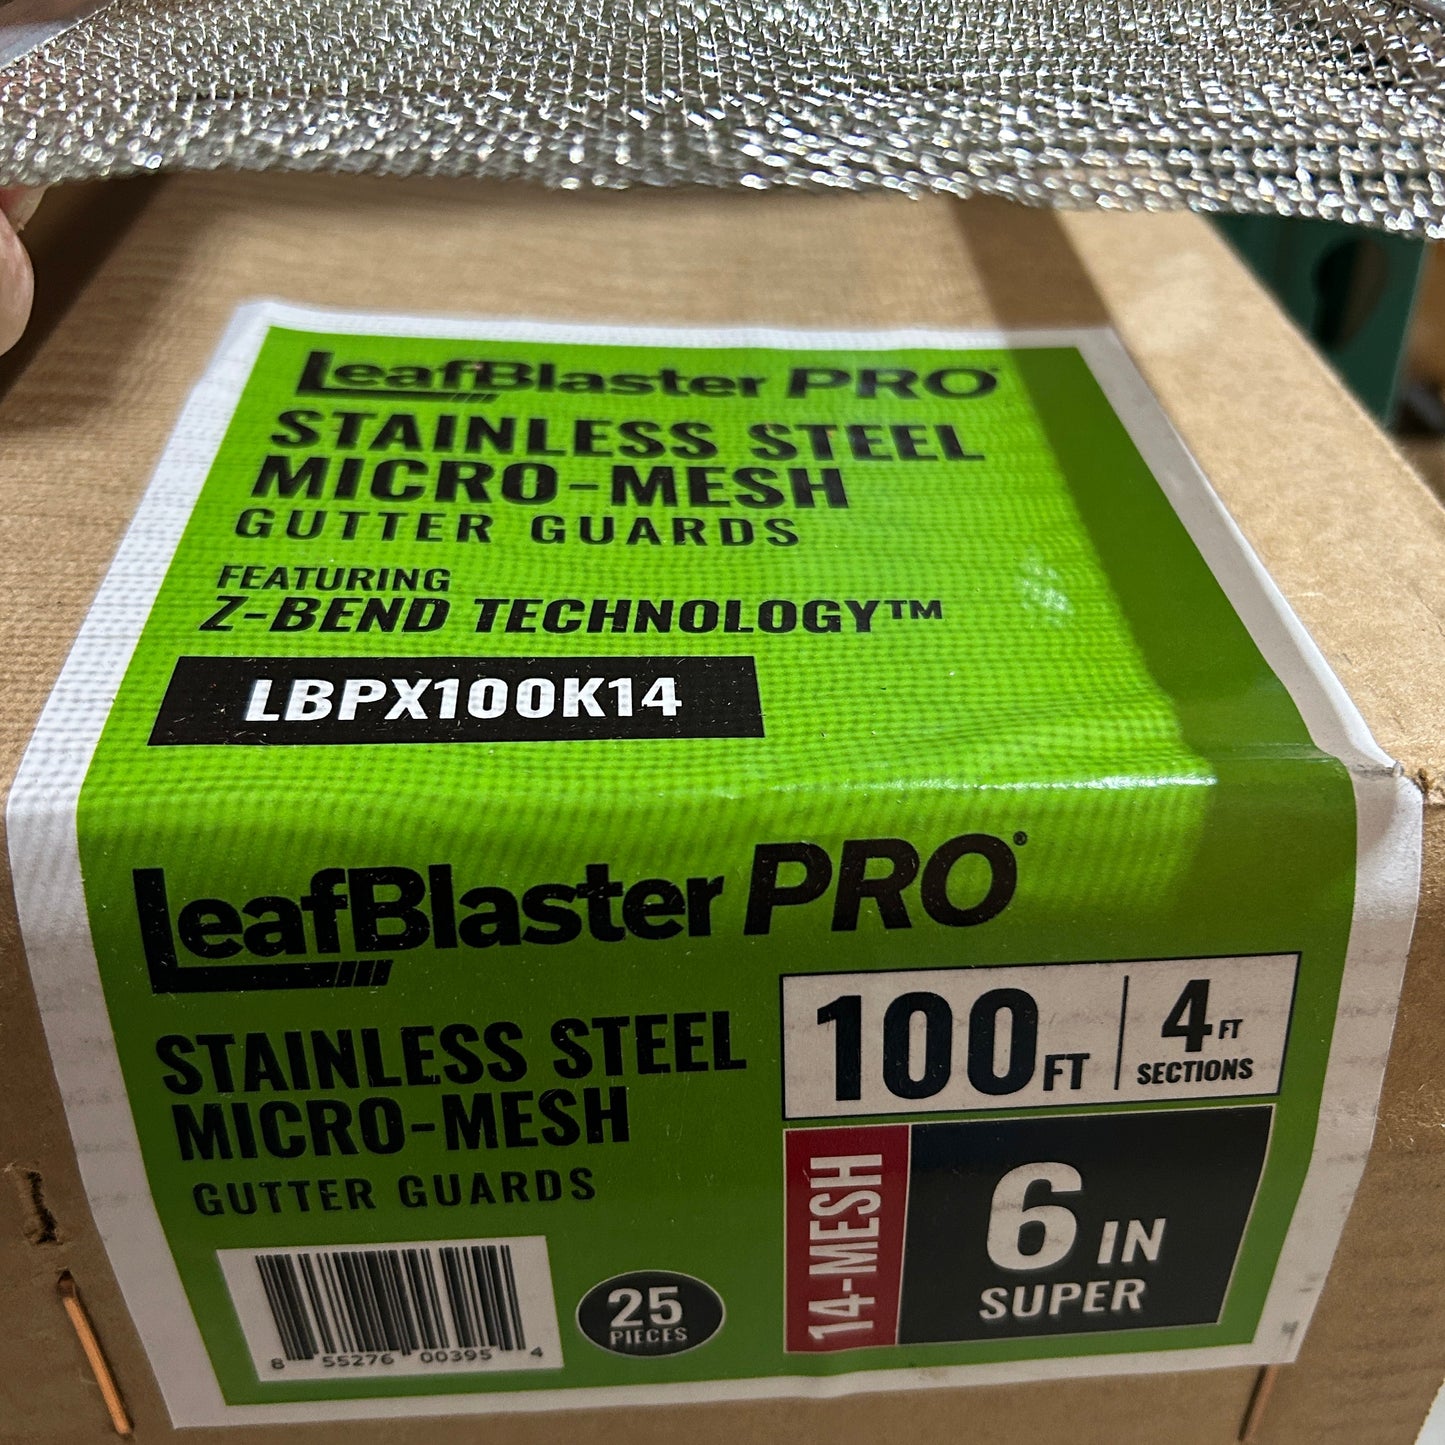 LeafBlaster PRO
STAINLESS STEEL
MICRO-MESH
GUTTER GUARDS
FEATURING
Z-BEND TECHNOLOGY™
LBPX100K14
LeafBlaster PRO®
STAINLESS STEEL
MICRO-MESH
GUTTER GUARDS
100 FT
4 FT
SECTIONS
14-MESH
6 IN
SUPER
25
PIECES
8 55276 00395 4